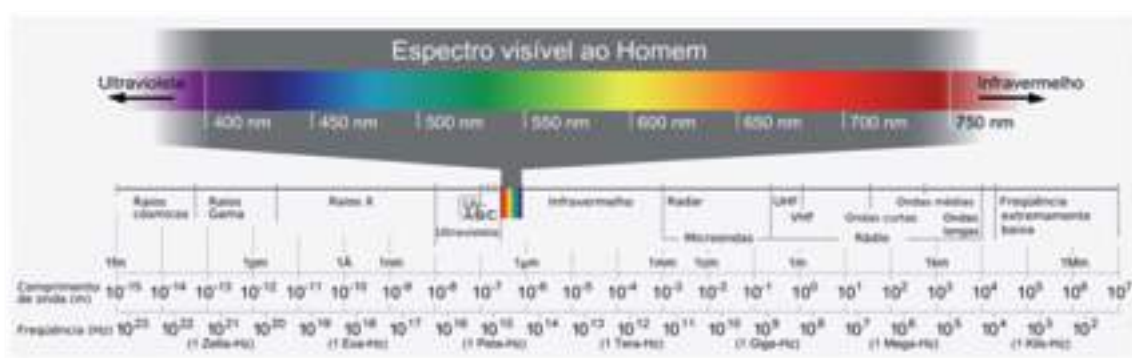 Espectro visível ao Homem
Ultravioleta
Infravermelho
400 nm 450 nm 500 nm 550 nm 600 nm 650 nm 700 nm 750 nm
Raios cósmicos
Raios Gama
Raios X
UV
A B C
Ultravioleta
Infravermelho
Radar
Microondas
UHF
VHF
Ondas médias
Ondas curtas
Ondas longas
Rádio
Freqüência extremamente baixa
1fm 1pm 1Å 1nm 1µm 1mm 1cm 1m 1km 1Mm
Comprimento de onda (m) 10⁻¹⁵ 10⁻¹⁴ 10⁻¹³ 10⁻¹² 10⁻¹¹ 10⁻¹⁰ 10⁻⁹ 10⁻⁸ 10⁻⁷ 10⁻⁶ 10⁻⁵ 10⁻⁴ 10⁻³ 10⁻² 10⁻¹ 10⁰ 10¹ 10² 10³ 10⁴ 10⁵ 10⁶ 10⁷
Freqüência (Hz) 10²³ 10²² 10²¹ 10²⁰ 10¹⁹ 10¹⁸ 10¹⁷ 10¹⁶ 10¹⁵ 10¹⁴ 10¹³ 10¹² 10¹¹ 10¹⁰ 10⁹ 10⁸ 10⁷ 10⁶ 10⁵ 10⁴ 10³ 10²
(1 Zetta-Hz) (1 Exa-Hz) (1 Peta-Hz) (1 Tera-Hz) (1 Giga-Hz) (1 Mega-Hz) (1 Kilo-Hz)